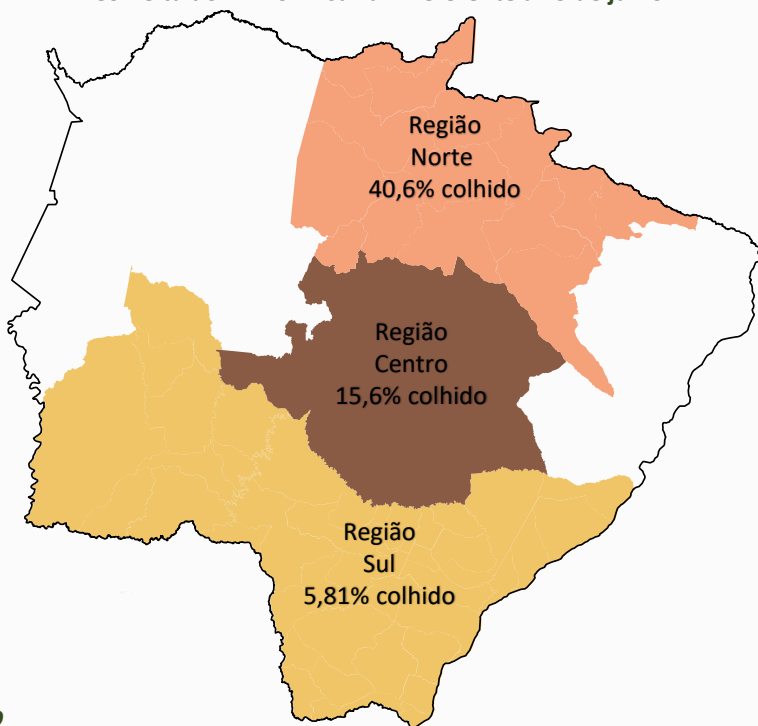 Região
Norte
40,6% colhido
Região
Centro
15,6% colhido
Região
Sul
5,81% colhido